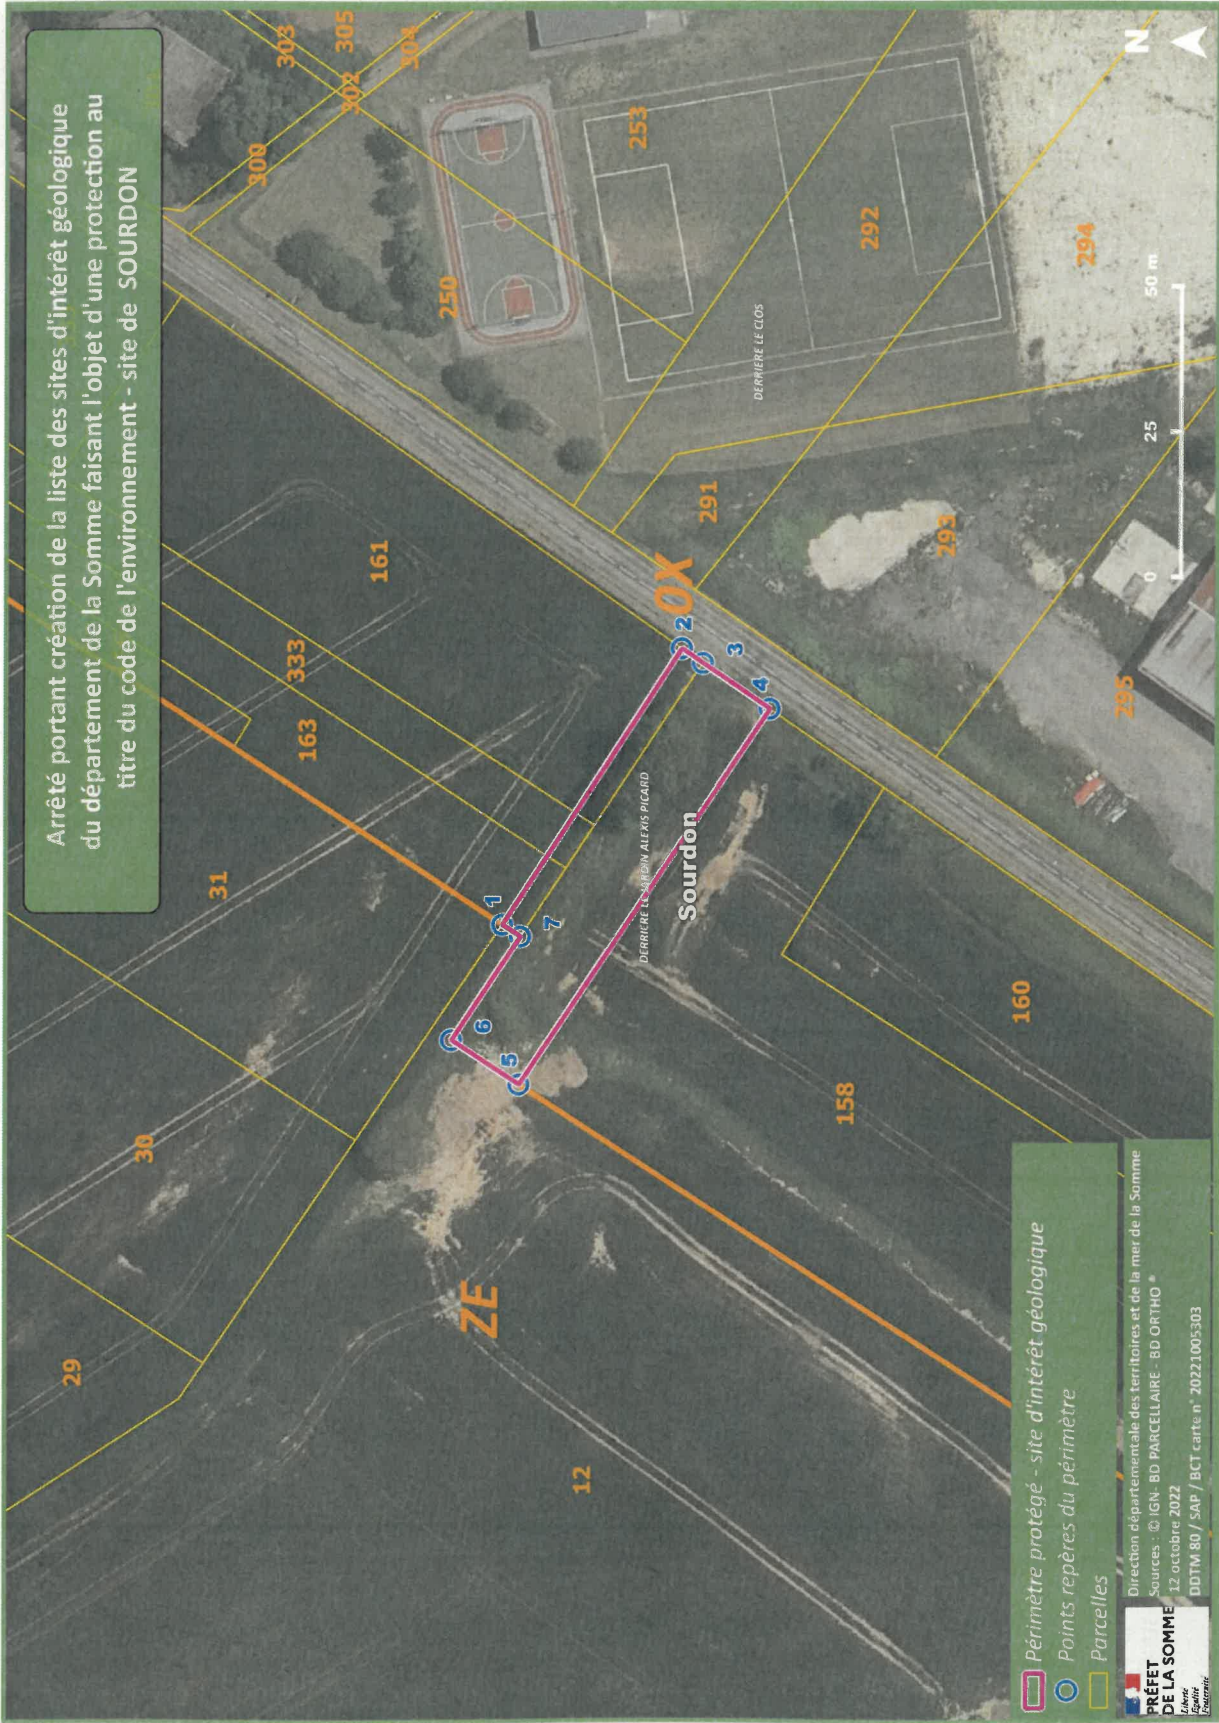 Arrêté portant création de la liste des sites d'intérêt géologique
du département de la Somme faisant l'objet d'une protection au
titre du code de l'environnement - site de SOURDON
29
30
31
163
333
161
300
303
305
302
304
250
253
292
294
291
293
295
0X
ZE
12
158
160
1
2
3
4
5
6
7
DERRIERE LE CLOS
DERRIERE LE JARDIN ALEXIS PICARD
Sourdon
N
0
25
50 m
Périmètre protégé - site d'intérêt géologique
Points repères du périmètre
Parcelles
PRÉFET
DE LA SOMME
Liberté
Égalité
Fraternité
Direction départementale des territoires et de la mer de la Somme
Sources : © IGN- BD PARCELLAIRE - BD ORTHO ®
12 octobre 2022
DDTM 80 / SAP / BCT carte n° 20221005303